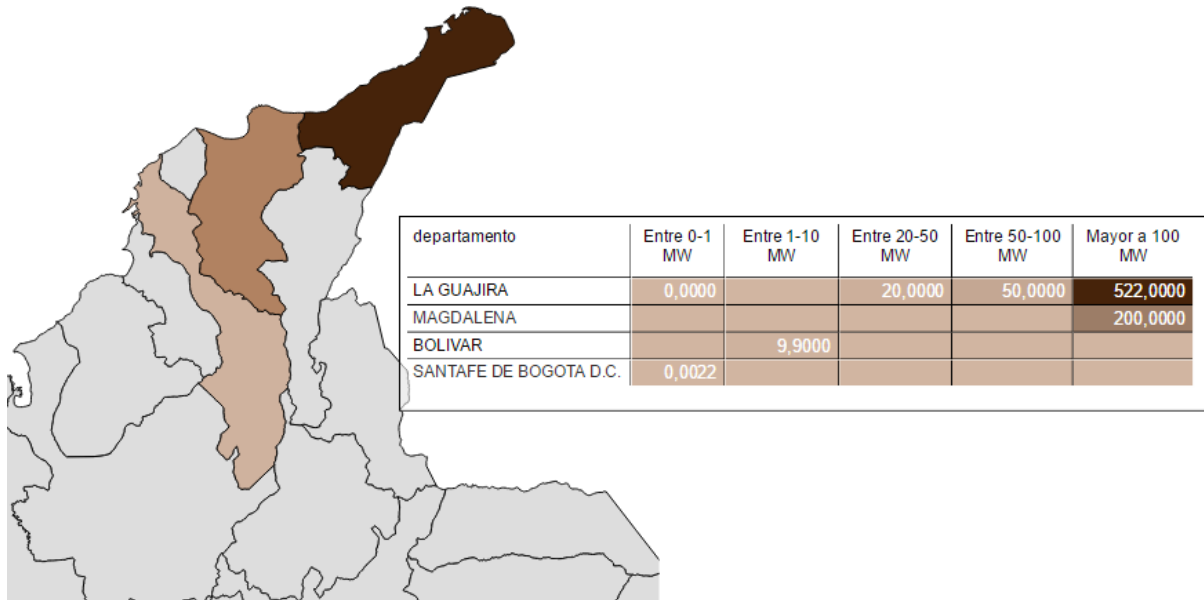 departamento Entre 0-1 MW Entre 1-10 MW Entre 20-50 MW Entre 50-100 MW Mayor a 100 MW
LA GUAJIRA 0,0000 20,0000 50,0000 522,0000
MAGDALENA 200,0000
BOLIVAR 9,9000
SANTAFE DE BOGOTA D.C. 0,0022